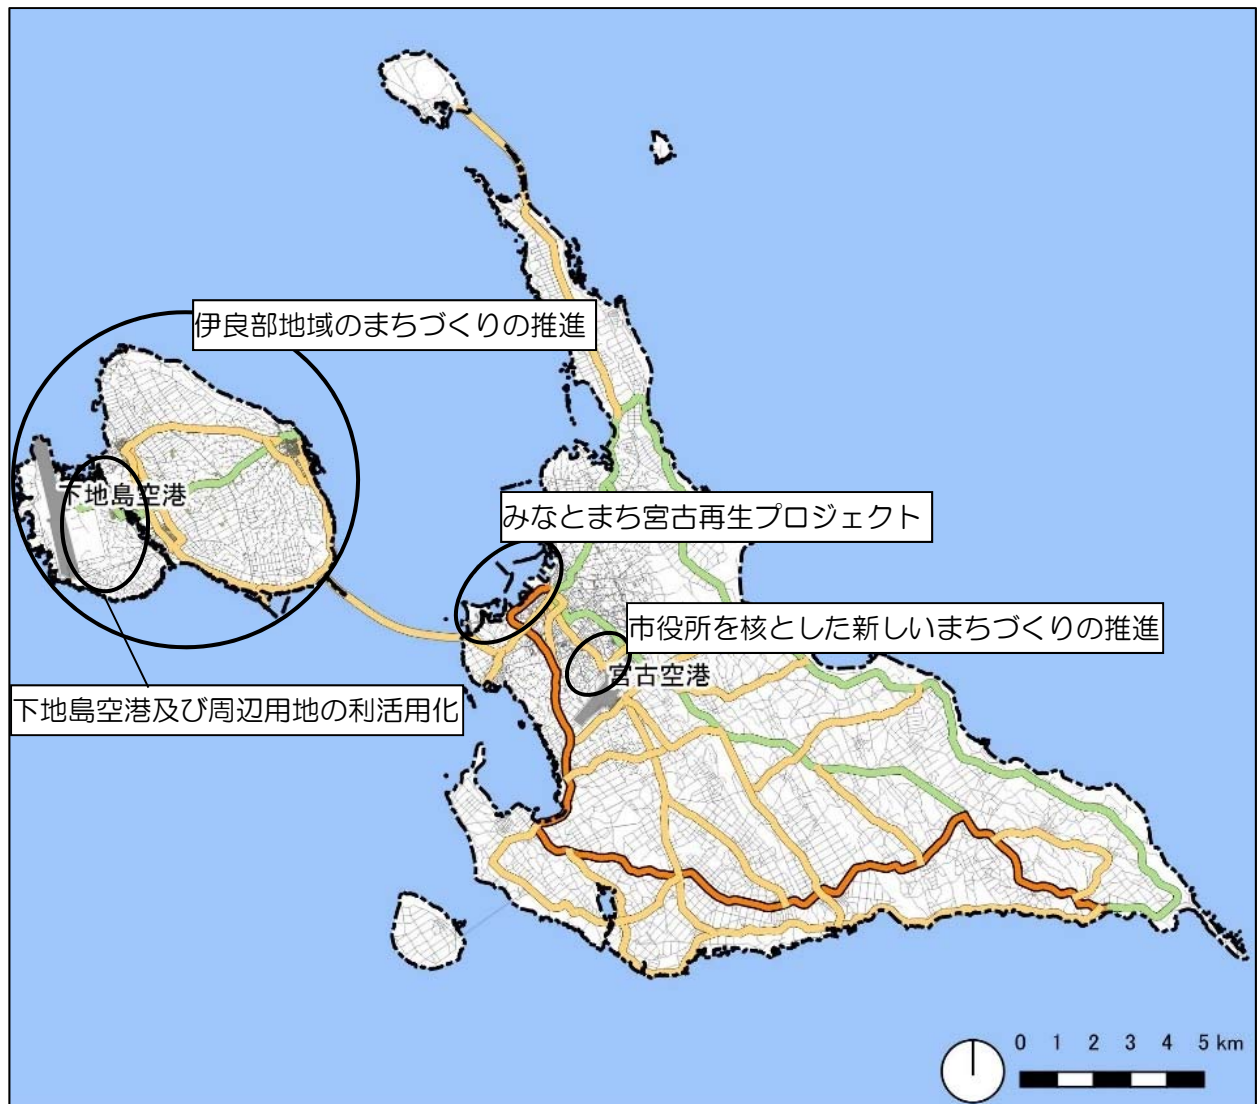 伊良部地域のまちづくりの推進
下地島空港
みなとまち宮古再生プロジェクト
市役所を核とした新しいまちづくりの推進
宮古空港
下地島空港及び周辺用地の利活用化
0 1 2 3 4 5 km